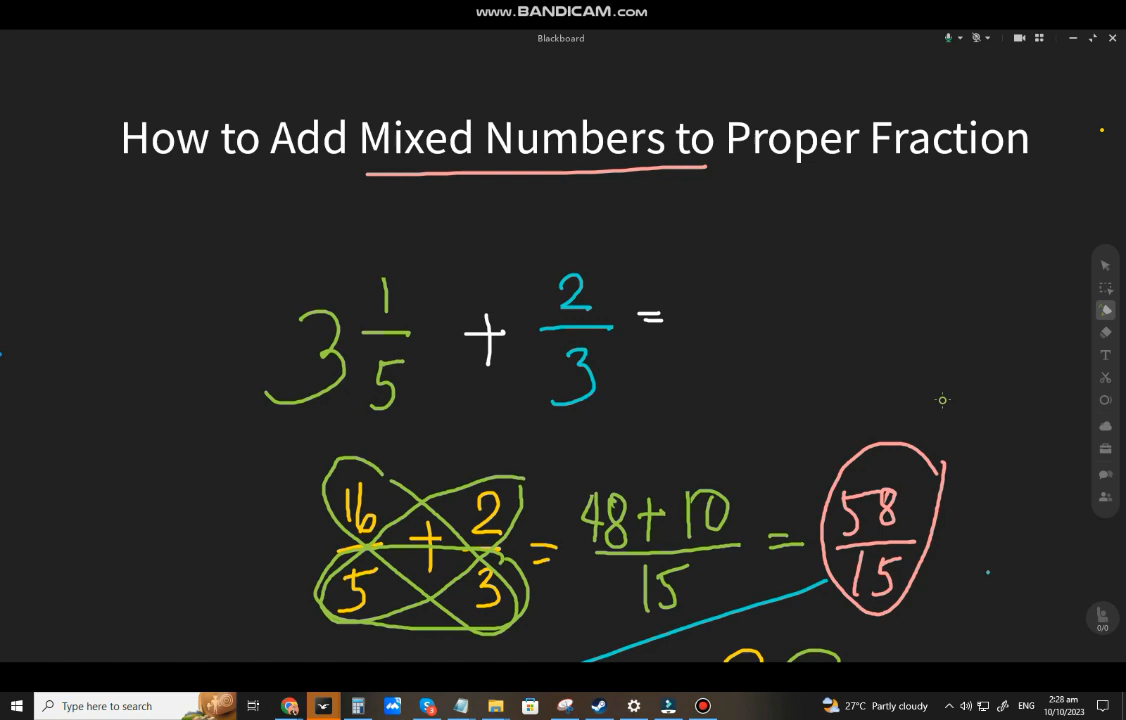 www.BANDICAM.com
Blackboard
How to Add Mixed Numbers to Proper Fraction
3 1/5 + 2/3 =
16/5 + 2/3 = 48+10/15 = 58/15
0/0
Type here to search
27°C Partly cloudy
ENG
2:28 am
10/10/2023